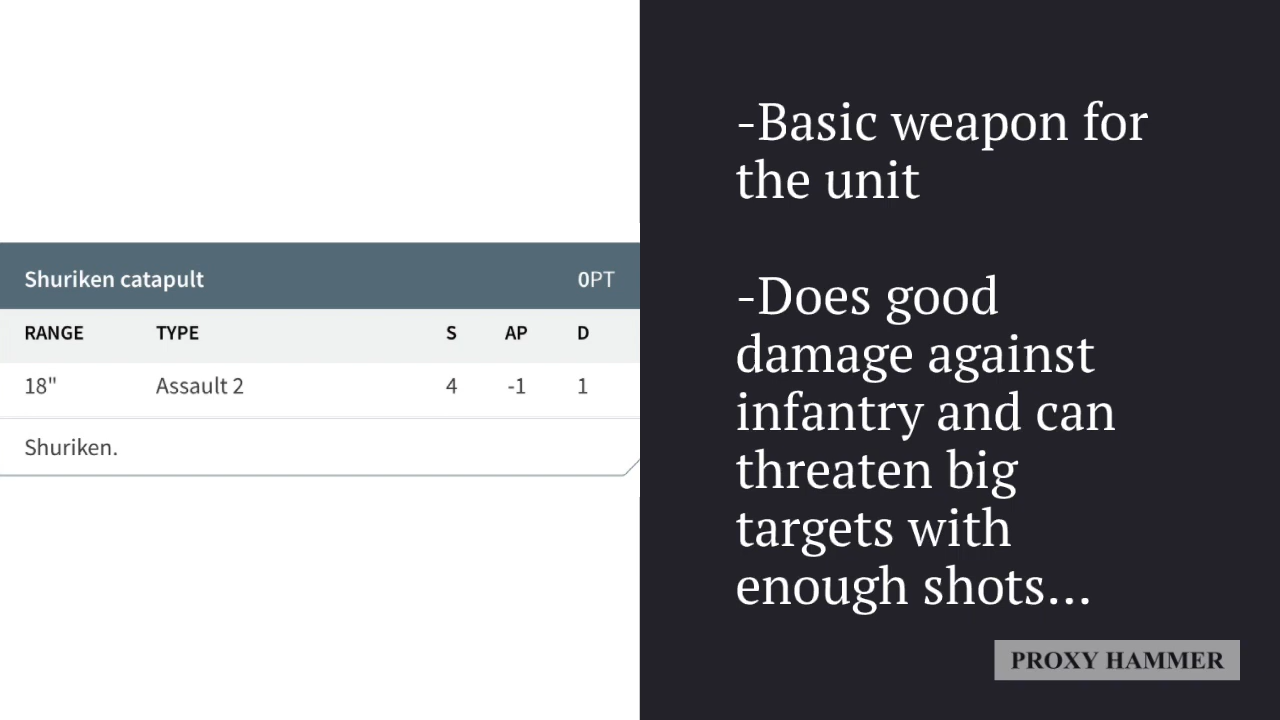 Shuriken catapult 0PT
RANGE TYPE S AP D
18" Assault 2 4 -1 1
Shuriken.
-Basic weapon for
the unit
-Does good
damage against
infantry and can
threaten big
targets with
enough shots...
PROXY HAMMER